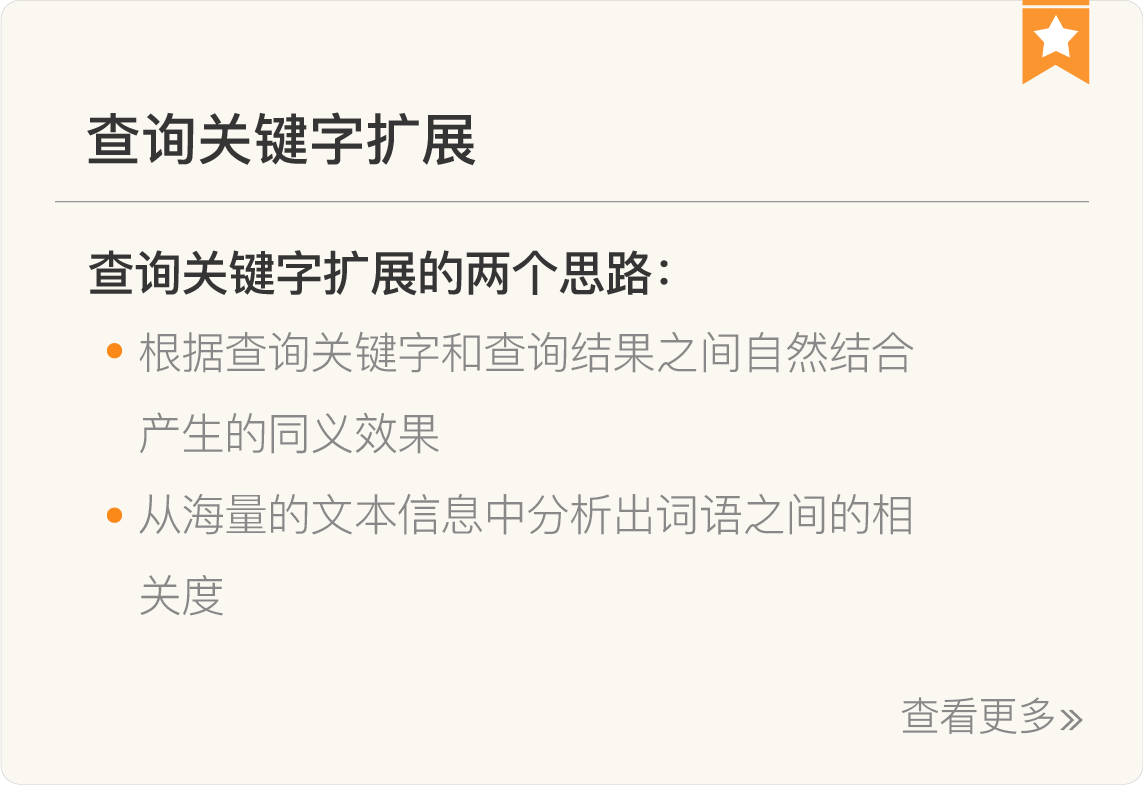 查询关键字扩展
查询关键字扩展的两个思路：
根据查询关键字和查询结果之间自然结合
产生的同义效果
从海量的文本信息中分析出词语之间的相
关度
查看更多»